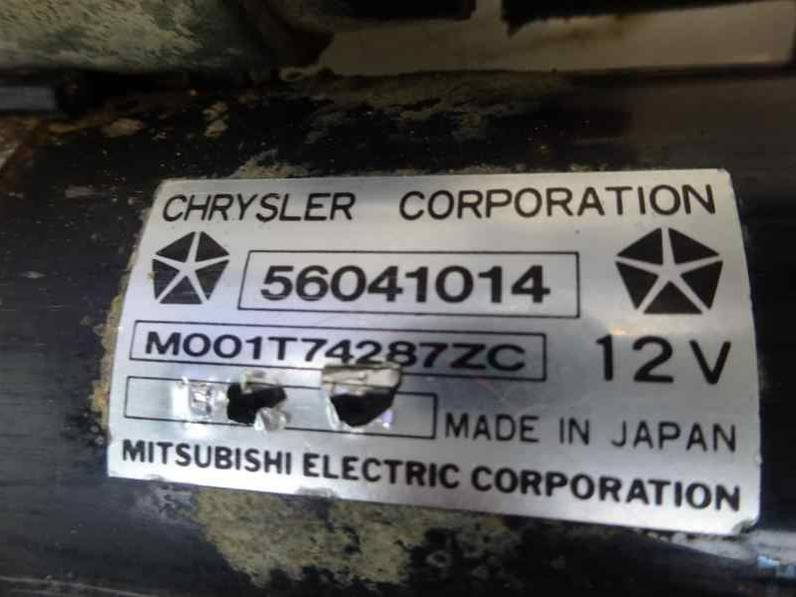 CHRYSLER CORPORATION
56041014
M001T74287ZC 12V
MADE IN JAPAN
MITSUBISHI ELECTRIC CORPORATION